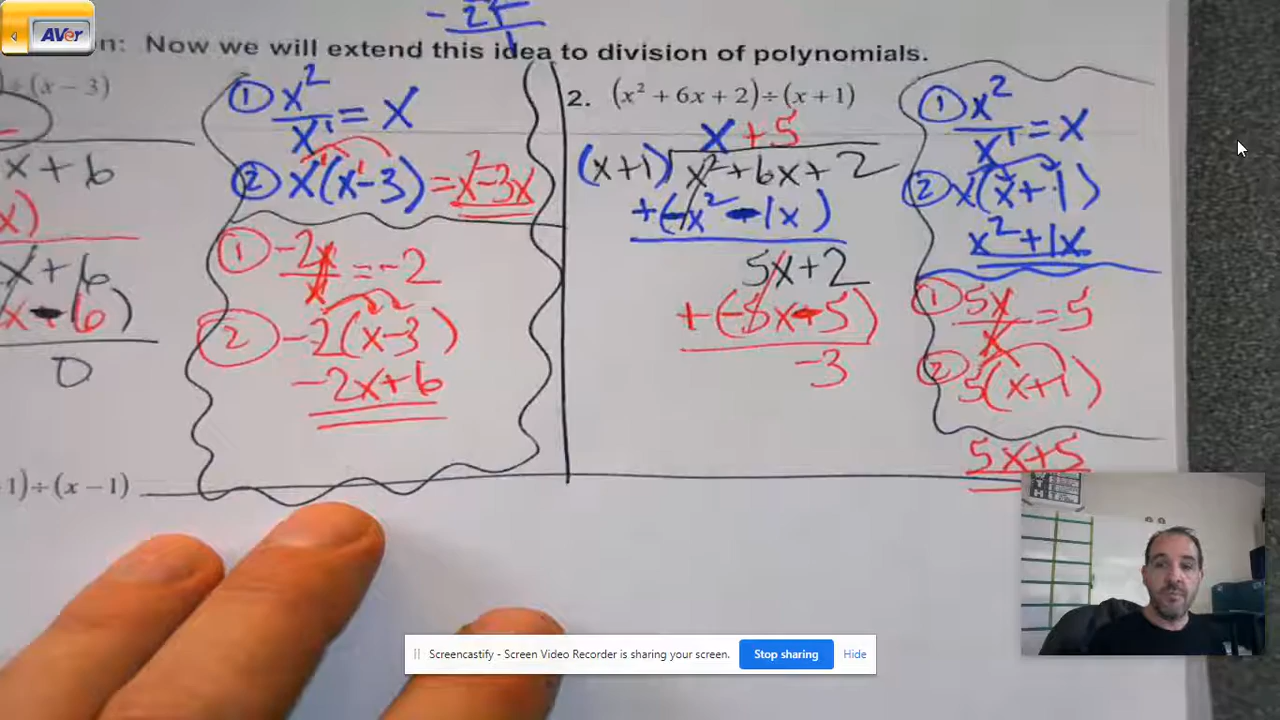 AVer
- 21
n: Now we will extend this idea to division of polynomials.
÷ (x − 3)
x + 6
x)
x + 6
x - 6)
0
1) ÷ (x − 1)
① x² / x¹ = x
② x(x − 3) = x² − 3x
① −2x / x = −2
② −2(x − 3)
−2x + 6
2. (x² + 6x + 2) ÷ (x + 1)
x + 5
(x + 1) x² + 6x + 2
+ (−x² − 1x)
5x + 2
+ (−5x − 5)
−3
① x² / x¹ = x
② x(x + 1)
x² + 1x
① 5x / x = 5
② 5(x + 1)
5x + 5
Screencastify - Screen Video Recorder is sharing your screen. Stop sharing Hide